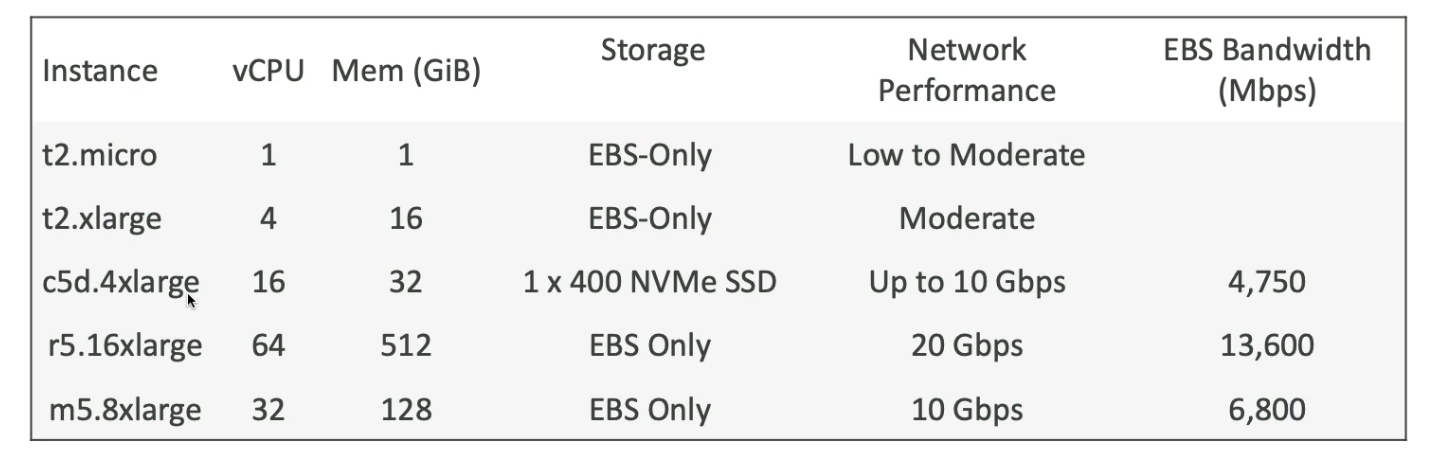 Instance vCPU Mem (GiB) Storage Network Performance EBS Bandwidth (Mbps)
t2.micro 1 1 EBS-Only Low to Moderate
t2.xlarge 4 16 EBS-Only Moderate
c5d.4xlarge 16 32 1 x 400 NVMe SSD Up to 10 Gbps 4,750
r5.16xlarge 64 512 EBS Only 20 Gbps 13,600
m5.8xlarge 32 128 EBS Only 10 Gbps 6,800